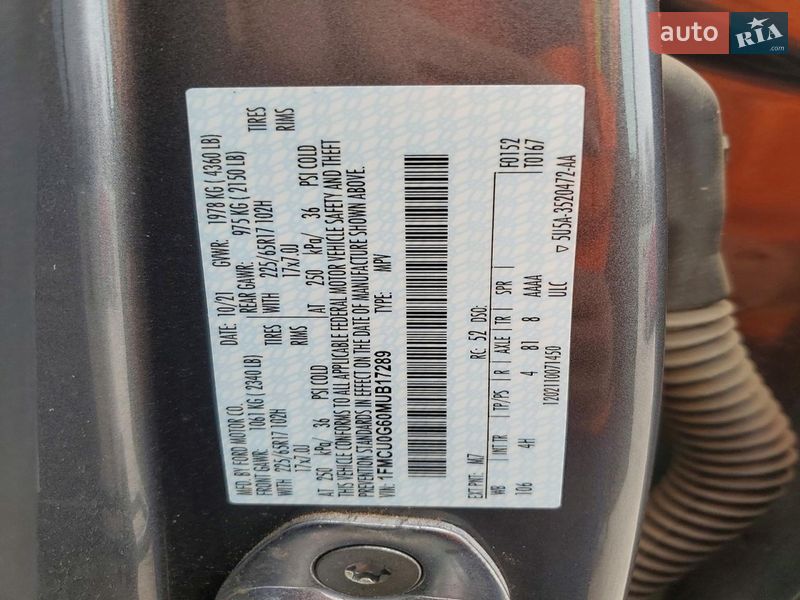 auto RIA .com
MFD. BY FORD MOTOR CO.
DATE: 10/21 GVWR: 1978 KG ( 4360 LB)
FRONT GAWR: 1061 KG ( 2340 LB) REAR GAWR: 975 KG ( 2150 LB)
WITH 225/65R17 102H TIRES WITH 225/65R17 102H TIRES
17x7.0J RIMS 17x7.0J RIMS
AT 250 kPa/ 36 PSI COLD AT 250 kPa/ 36 PSI COLD
THIS VEHICLE CONFORMS TO ALL APPLICABLE FEDERAL MOTOR VEHICLE SAFETY AND THEFT
PREVENTION STANDARDS IN EFFECT ON THE DATE OF MANUFACTURE SHOWN ABOVE.
VIN: 1FMCU0G60MUB17289 TYPE: MPV
EXT PNT: M7 RC: 52 DSO: F0152
T0167
WB INT TR TP/PS R AXLE TR SPR
106 4H 4 81 8 AAAA
1202110071450 ULC ▽ 5U5A-3520472-AA